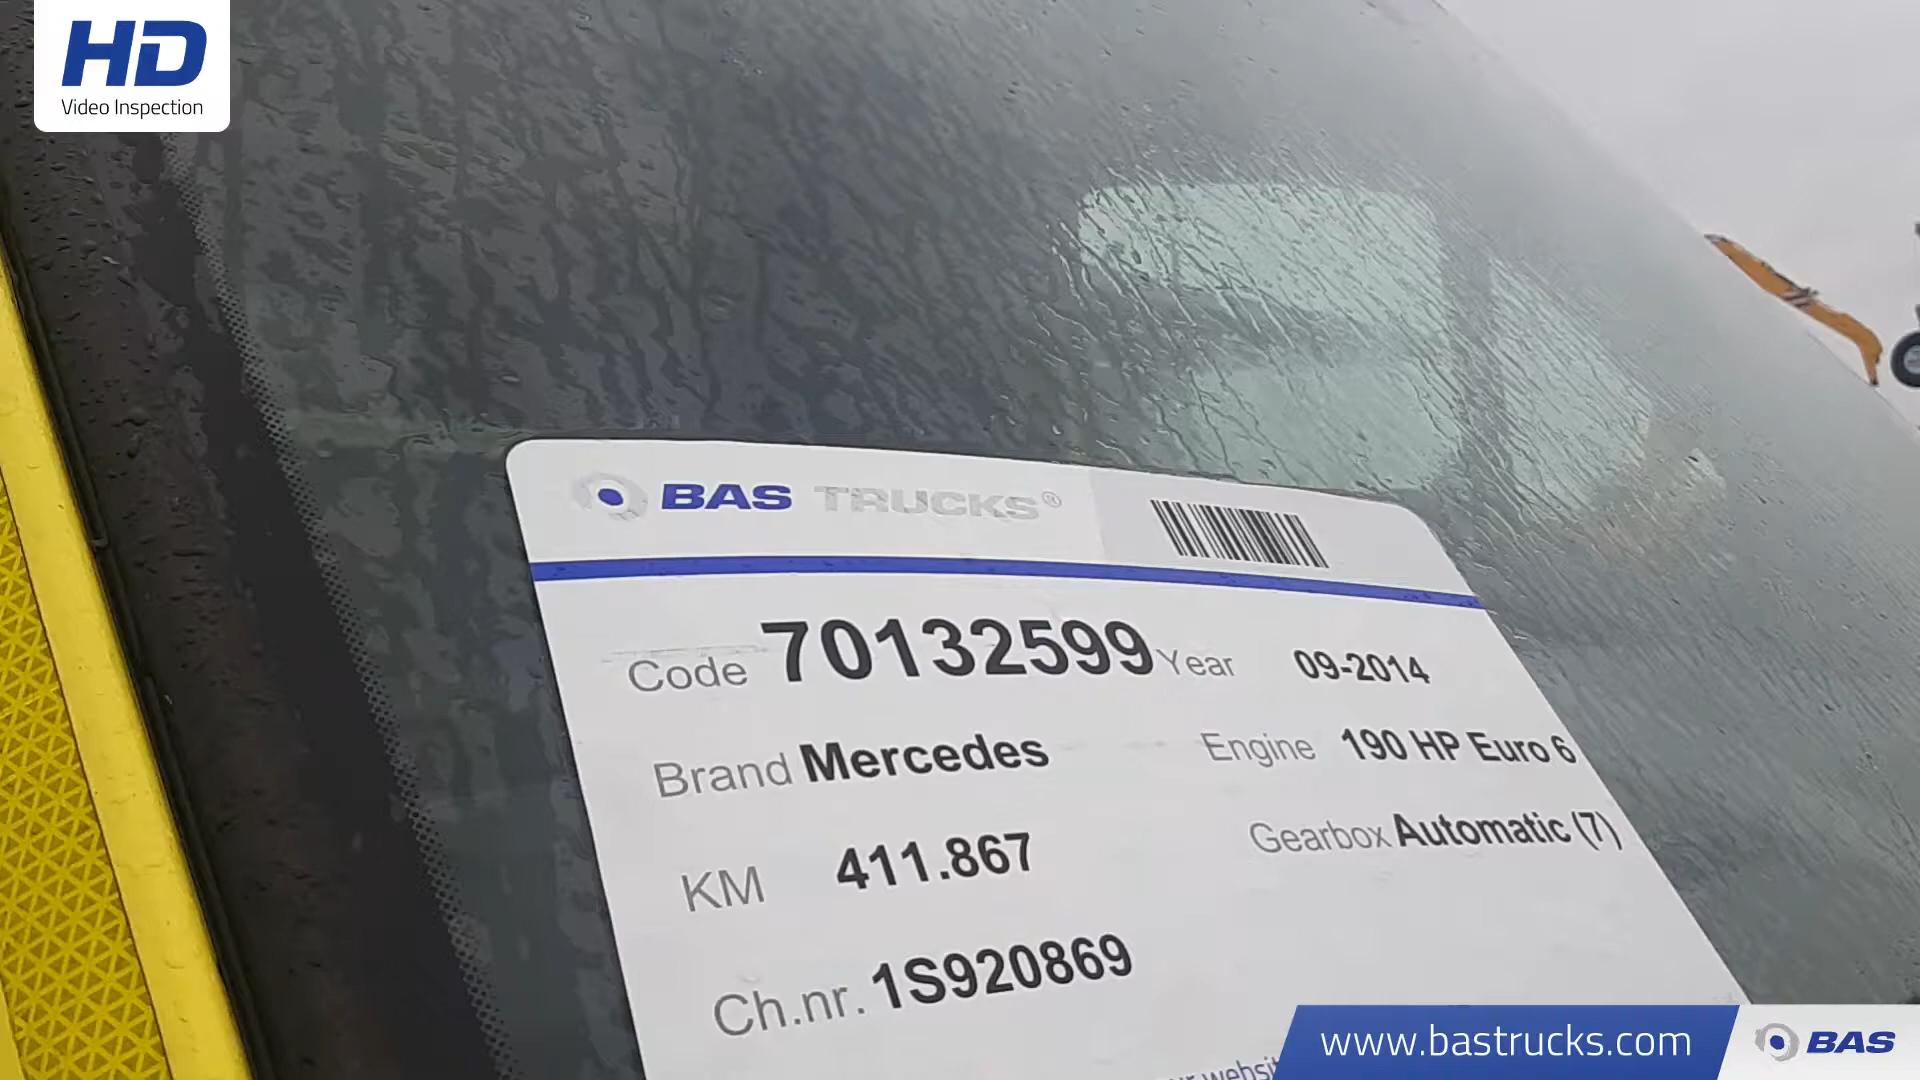 HD
Video Inspection
BAS TRUCKS®
Code 70132599 Year 09-2014
Brand Mercedes Engine 190 HP Euro 6
KM 411.867 Gearbox Automatic (7)
Ch.nr. 1S920869
www.bastrucks.com BAS